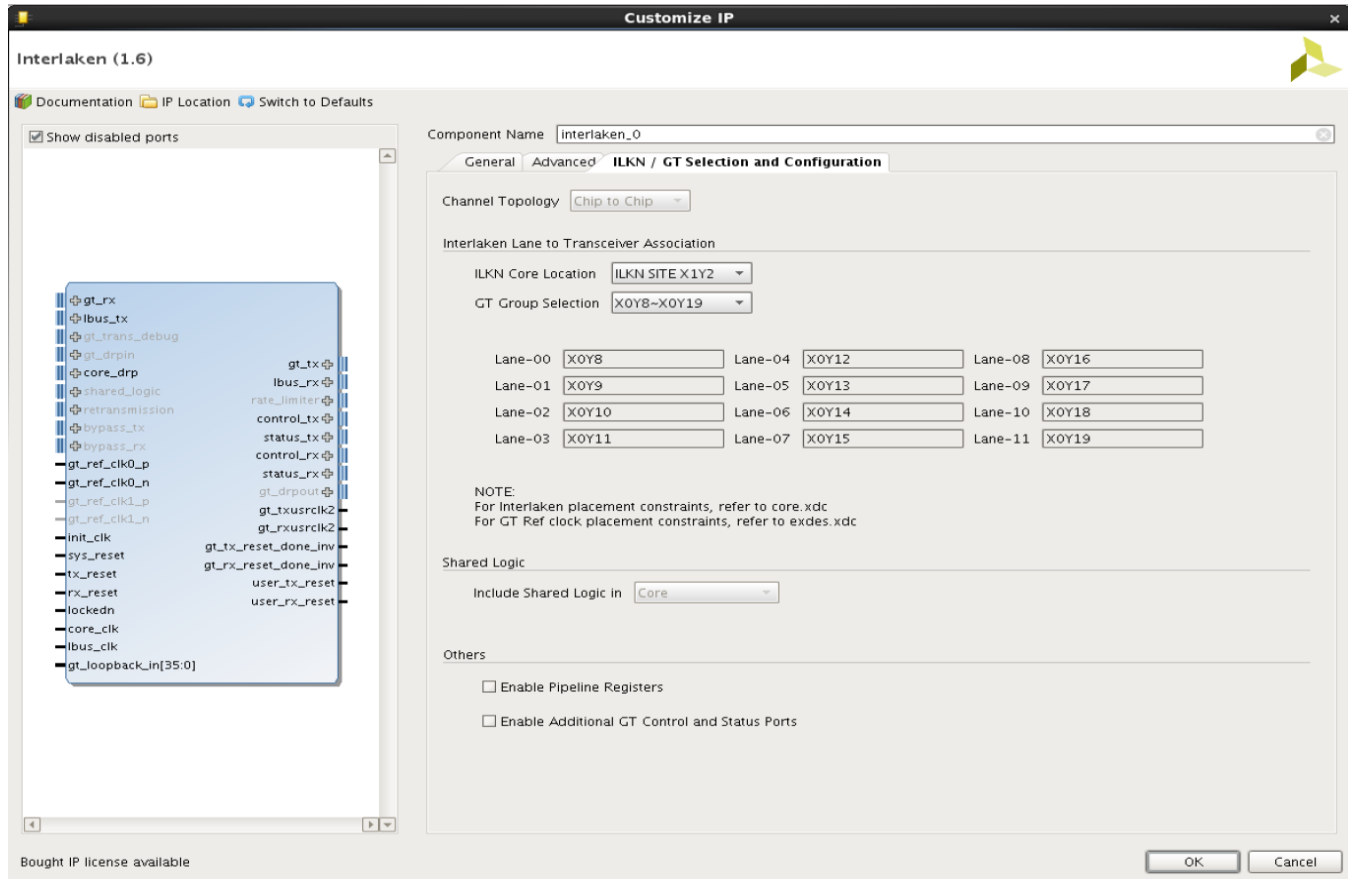 Customize IP
Interlaken (1.6)
Documentation IP Location Switch to Defaults
Show disabled ports
gt_rx
lbus_tx
gt_trans_debug
gt_drpin
core_drp
shared_logic
retransmission
bypass_tx
bypass_rx
gt_ref_clk0_p
gt_ref_clk0_n
gt_ref_clk1_p
gt_ref_clk1_n
init_clk
sys_reset
tx_reset
rx_reset
lockedn
core_clk
lbus_clk
gt_loopback_in[35:0]
gt_tx
lbus_rx
rate_limiter
control_tx
status_tx
control_rx
status_rx
gt_drpout
gt_txusrclk2
gt_rxusrclk2
gt_tx_reset_done_inv
gt_rx_reset_done_inv
user_tx_reset
user_rx_reset
Component Name interlaken_0
General Advanced ILKN / GT Selection and Configuration
Channel Topology Chip to Chip
Interlaken Lane to Transceiver Association
ILKN Core Location ILKN SITE X1Y2
GT Group Selection X0Y8~X0Y19
Lane-00 X0Y8 Lane-04 X0Y12 Lane-08 X0Y16
Lane-01 X0Y9 Lane-05 X0Y13 Lane-09 X0Y17
Lane-02 X0Y10 Lane-06 X0Y14 Lane-10 X0Y18
Lane-03 X0Y11 Lane-07 X0Y15 Lane-11 X0Y19
NOTE:
For Interlaken placement constraints, refer to core.xdc
For GT Ref clock placement constraints, refer to exdes.xdc
Shared Logic
Include Shared Logic in Core
Others
Enable Pipeline Registers
Enable Additional GT Control and Status Ports
Bought IP license available
OK Cancel